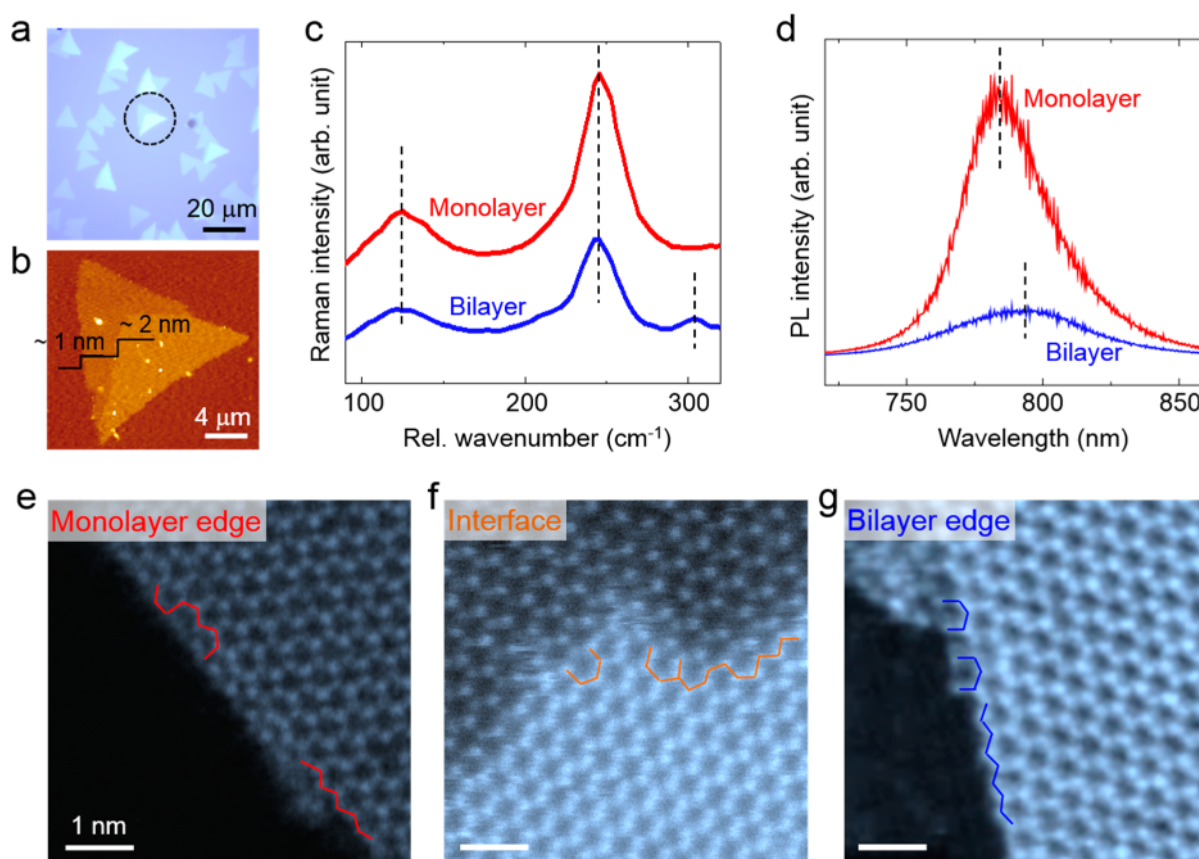 a
20 μm
b
~ 1 nm
~ 2 nm
4 μm
c
Raman intensity (arb. unit)
Monolayer
Bilayer
100 200 300
Rel. wavenumber (cm⁻¹)
d
PL intensity (arb. unit)
Monolayer
Bilayer
750 800 850
Wavelength (nm)
e
Monolayer edge
1 nm
f
Interface
g
Bilayer edge